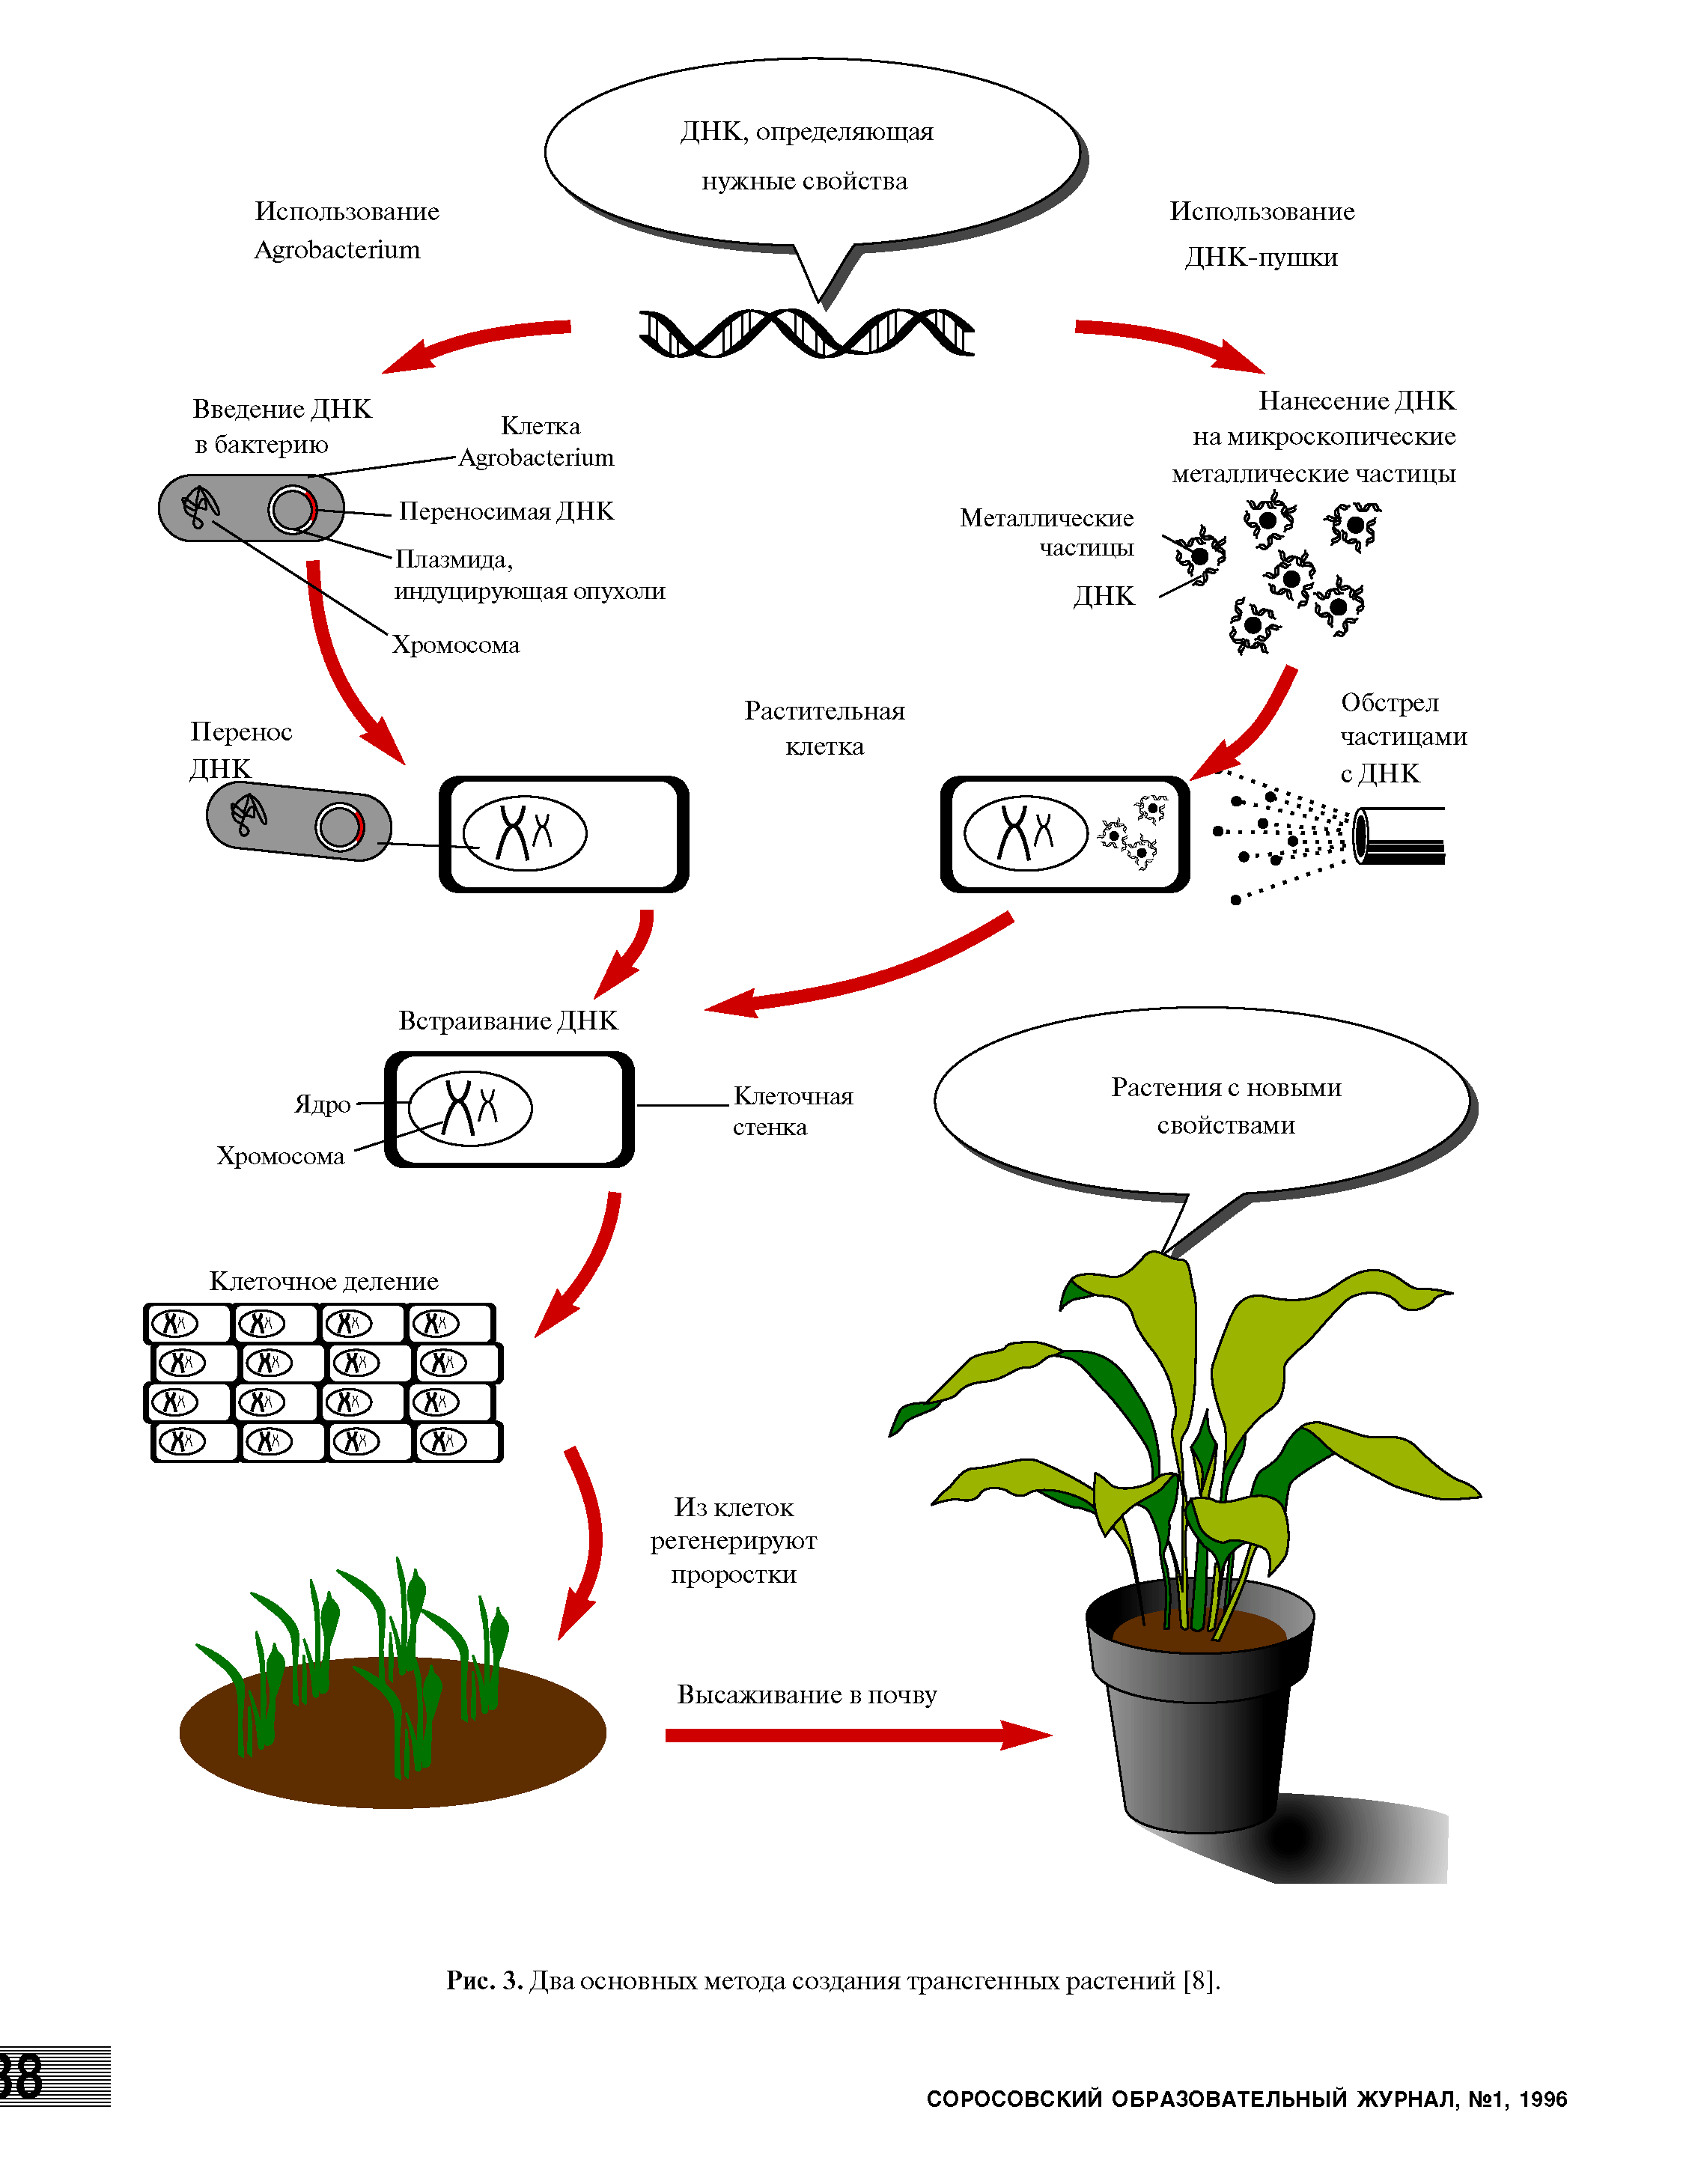 ДНК, определяющая
нужные свойства
Использование
Agrobacterium
Использование
ДНК-пушки
Введение ДНК
в бактерию
Клетка
Agrobacterium
Переносимая ДНК
Плазмида,
индуцирующая опухоли
Хромосома
Нанесение ДНК
на микроскопические
металлические частицы
Металлические
частицы
ДНК
Перенос
ДНК
Растительная
клетка
Обстрел
частицами
с ДНК
Встраивание ДНК
Ядро
Хромосома
Клеточная
стенка
Растения с новыми
свойствами
Клеточное деление
Из клеток
регенерируют
проростки
Высаживание в почву
Рис. 3. Два основных метода создания трансгенных растений [8].
38
СОРОСОВСКИЙ ОБРАЗОВАТЕЛЬНЫЙ ЖУРНАЛ, №1, 1996